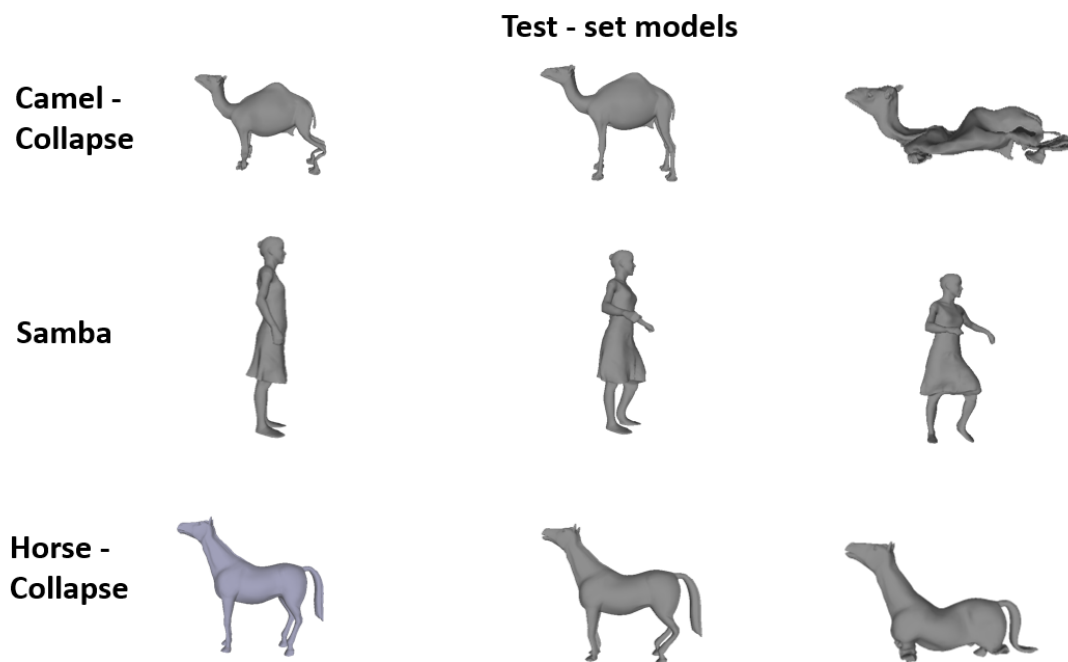 Test - set models
Camel -
Collapse
Samba
Horse -
Collapse